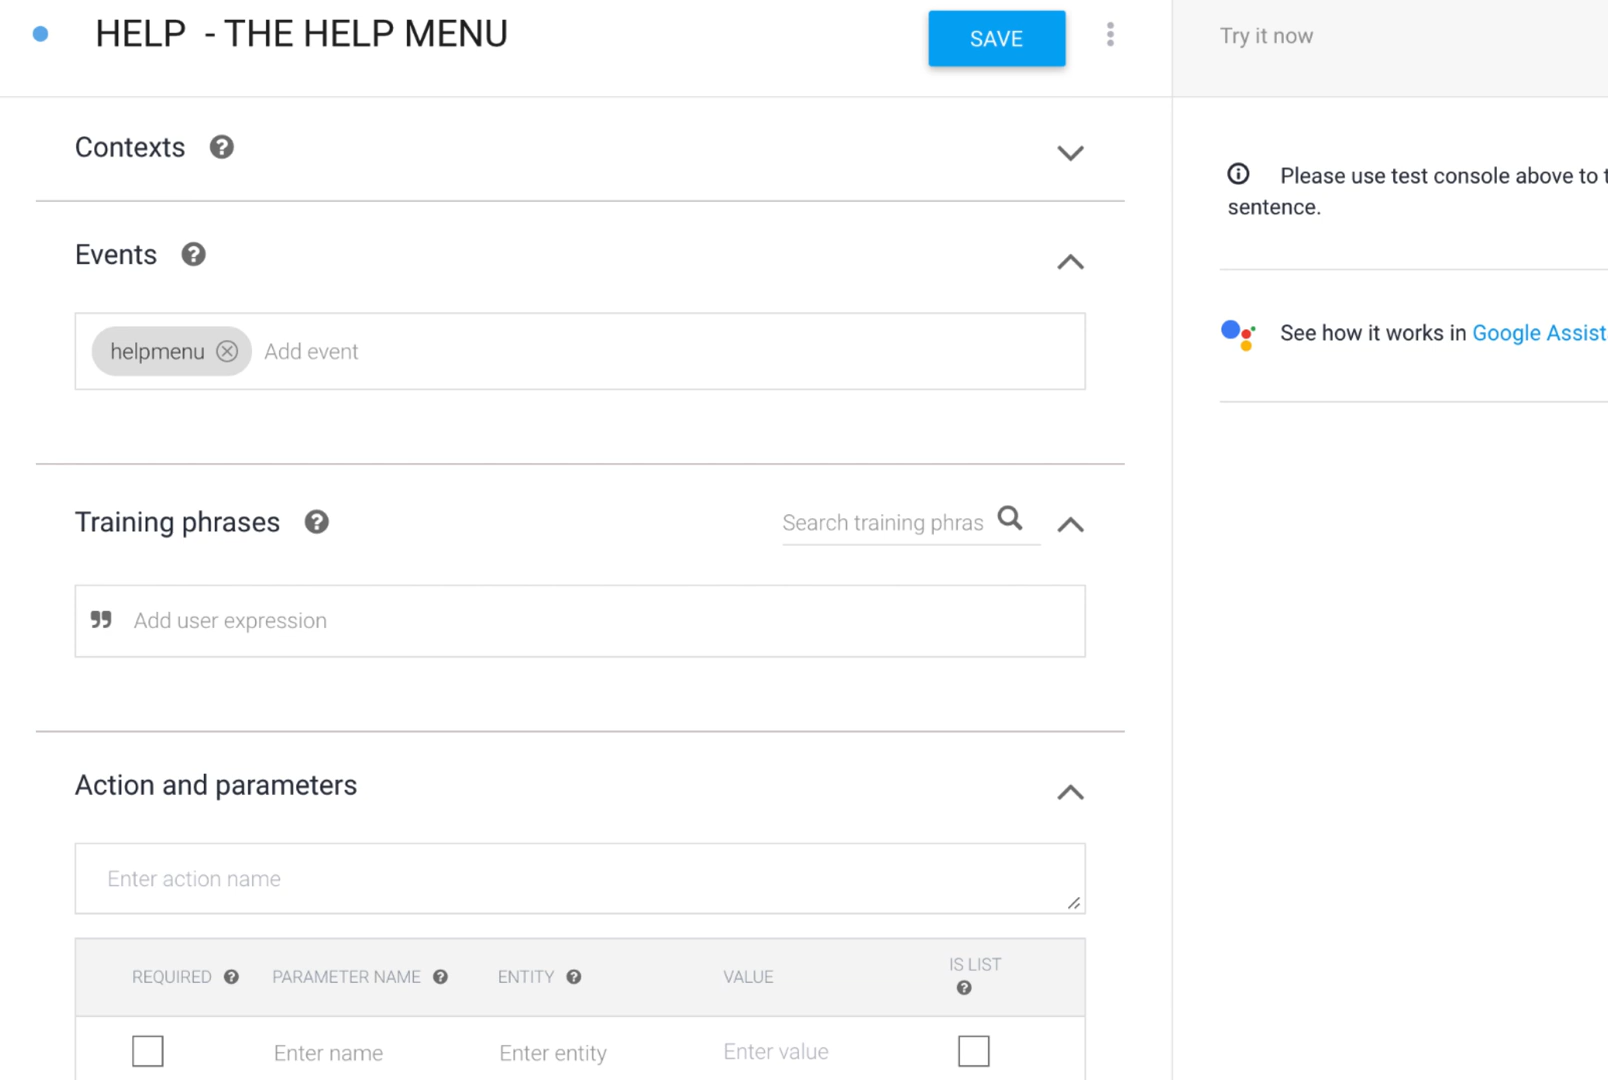 HELP - THE HELP MENU
SAVE
Try it now
Contexts
Please use test console above to t
sentence.
Events
helpmenu Add event
See how it works in Google Assist
Training phrases
Search training phras
Add user expression
Action and parameters
Enter action name
REQUIRED PARAMETER NAME ENTITY VALUE IS LIST
Enter name Enter entity Enter value